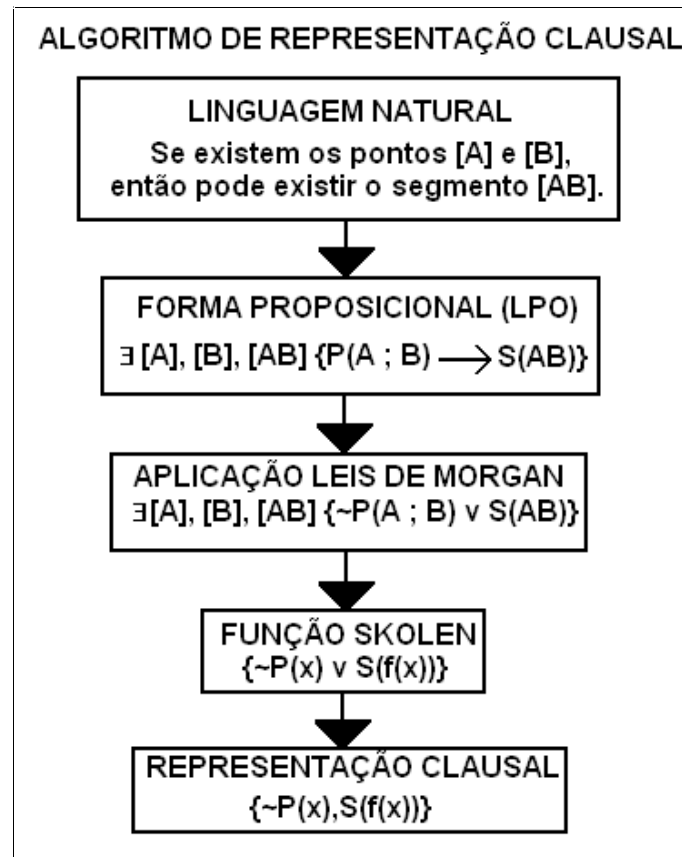 ALGORITMO DE REPRESENTAÇÃO CLAUSAL
LINGUAGEM NATURAL
Se existem os pontos [A] e [B],
então pode existir o segmento [AB].
FORMA PROPOSICIONAL (LPO)
∃ [A], [B], [AB] {P(A ; B) ⟶ S(AB)}
APLICAÇÃO LEIS DE MORGAN
∃[A], [B], [AB] {~P(A ; B) v S(AB)}
FUNÇÃO SKOLEN
{~P(x) v S(f(x))}
REPRESENTAÇÃO CLAUSAL
{~P(x),S(f(x))}